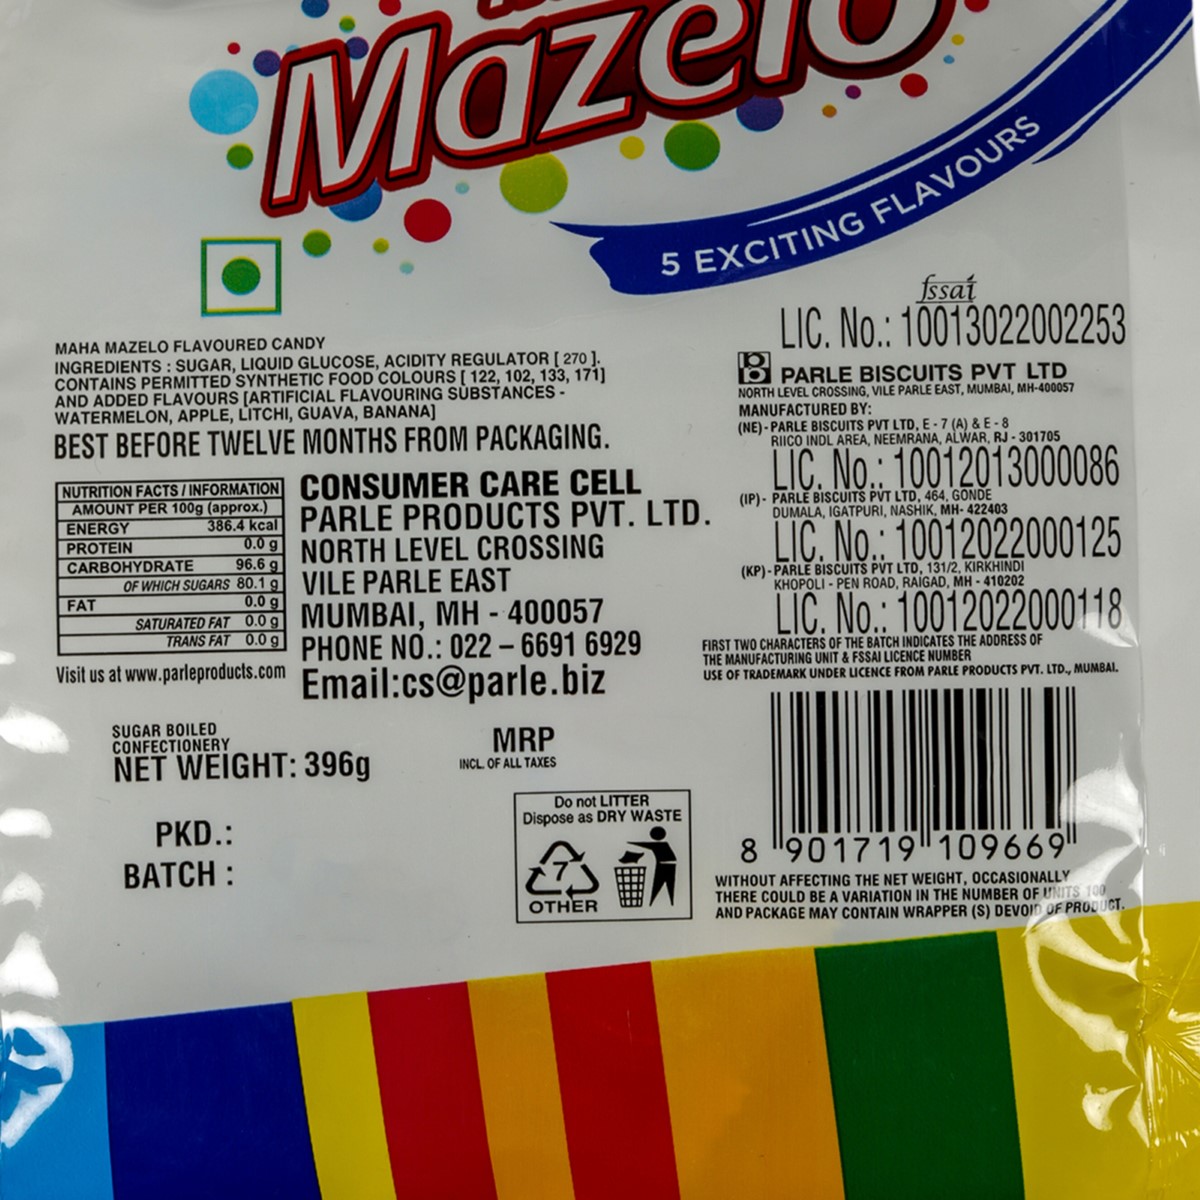 Mazelo
5 EXCITING FLAVOURS
fssai
LIC. No.: 10013022002253
PARLE BISCUITS PVT LTD
NORTH LEVEL CROSSING, VILE PARLE EAST, MUMBAI, MH-400057
MANUFACTURED BY:
(NE) - PARLE BISCUITS PVT LTD, E - 7 (A) & E - 8
RIICO INDL AREA, NEEMRANA, ALWAR, RJ - 301705
LIC. No.: 10012013000086
(IP) - PARLE BISCUITS PVT LTD, 464, GONDE
DUMALA, IGATPURI, NASHIK, MH- 422403
LIC. No.: 10012022000125
(KP) - PARLE BISCUITS PVT LTD, 131/2, KIRKHINDI
KHOPOLI - PEN ROAD, RAIGAD, MH - 410202
LIC. No.: 10012022000118
FIRST TWO CHARACTERS OF THE BATCH INDICATES THE ADDRESS OF
THE MANUFACTURING UNIT & FSSAI LICENCE NUMBER
USE OF TRADEMARK UNDER LICENCE FROM PARLE PRODUCTS PVT. LTD., MUMBAI.
MAHA MAZELO FLAVOURED CANDY
INGREDIENTS : SUGAR, LIQUID GLUCOSE, ACIDITY REGULATOR [ 270 ].
CONTAINS PERMITTED SYNTHETIC FOOD COLOURS [ 122, 102, 133, 171]
AND ADDED FLAVOURS [ARTIFICIAL FLAVOURING SUBSTANCES -
WATERMELON, APPLE, LITCHI, GUAVA, BANANA]
BEST BEFORE TWELVE MONTHS FROM PACKAGING.
NUTRITION FACTS / INFORMATION
AMOUNT PER 100g (approx.)
ENERGY 386.4 kcal
PROTEIN 0.0 g
CARBOHYDRATE 96.6 g
OF WHICH SUGARS 80.1 g
FAT 0.0 g
SATURATED FAT 0.0 g
TRANS FAT 0.0 g
Visit us at www.parleproducts.com
CONSUMER CARE CELL
PARLE PRODUCTS PVT. LTD.
NORTH LEVEL CROSSING
VILE PARLE EAST
MUMBAI, MH - 400057
PHONE NO.: 022 – 6691 6929
Email:cs@parle.biz
SUGAR BOILED
CONFECTIONERY
NET WEIGHT: 396g
MRP
INCL. OF ALL TAXES
PKD.:
BATCH :
Do not LITTER
Dispose as DRY WASTE
7
OTHER
8 901719 109669
WITHOUT AFFECTING THE NET WEIGHT, OCCASIONALLY
THERE COULD BE A VARIATION IN THE NUMBER OF UNITS 100
AND PACKAGE MAY CONTAIN WRAPPER (S) DEVOID OF PRODUCT.